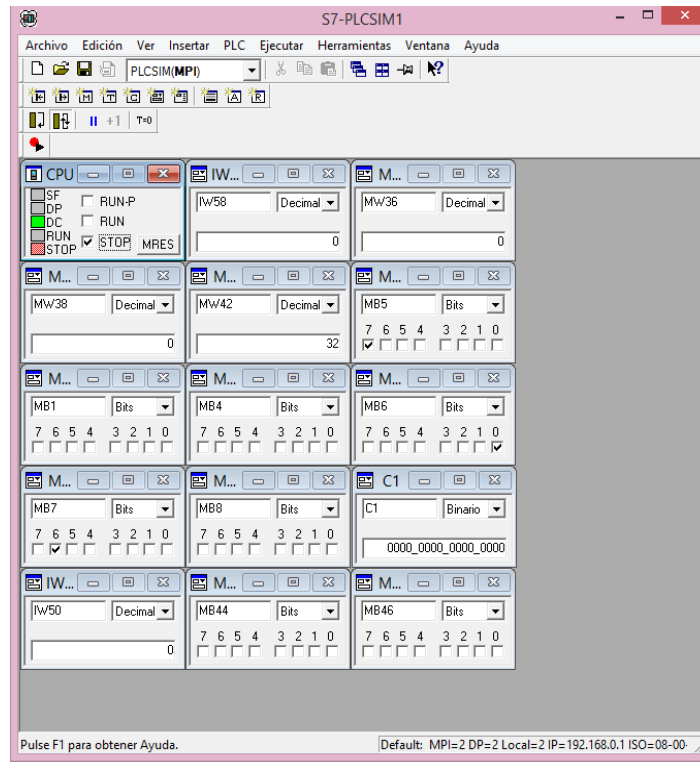 S7-PLCSIM1
Archivo Edición Ver Insertar PLC Ejecutar Herramientas Ventana Ayuda
PLCSIM(MPI)
+1 T=0
CPU
SF
DP
DC
RUN
STOP
RUN-P
RUN
STOP MRES
IW...
IW58 Decimal
0
M...
MW36 Decimal
0
M...
MW38 Decimal
0
M...
MW42 Decimal
32
M...
MB5 Bits
7 6 5 4 3 2 1 0
M...
MB1 Bits
7 6 5 4 3 2 1 0
M...
MB4 Bits
7 6 5 4 3 2 1 0
M...
MB6 Bits
7 6 5 4 3 2 1 0
M...
MB7 Bits
7 6 5 4 3 2 1 0
M...
MB8 Bits
7 6 5 4 3 2 1 0
C1
C1 Binario
0000_0000_0000_0000
IW...
IW50 Decimal
0
M...
MB44 Bits
7 6 5 4 3 2 1 0
M...
MB46 Bits
7 6 5 4 3 2 1 0
Pulse F1 para obtener Ayuda.
Default: MPI=2 DP=2 Local=2 IP=192.168.0.1 ISO=08-00-